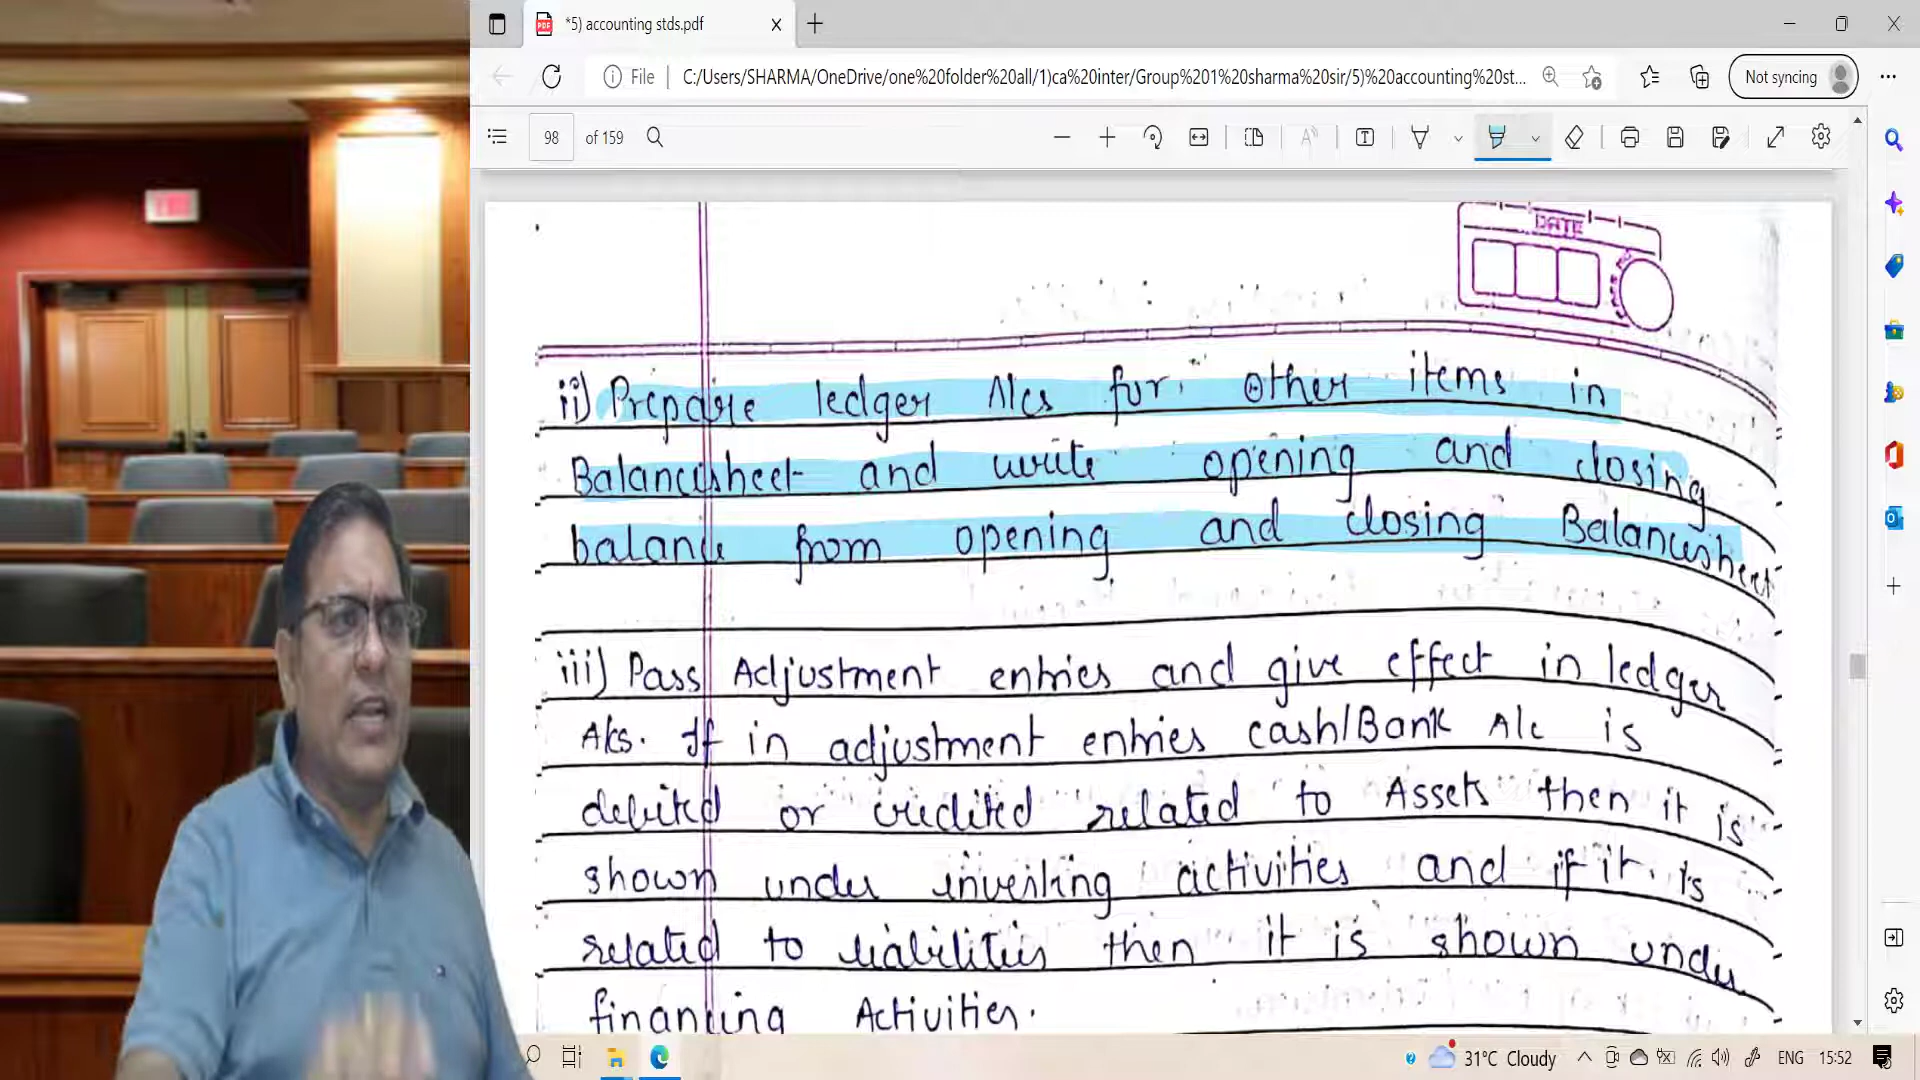 *5) accounting stds.pdf
File
C:/Users/SHARMA/OneDrive/one%20folder%20all/1)ca%20inter/Group%201%20sharma%20sir/5)%20accounting%20st...
Not syncing
98 of 159
DATE
ii) Prepare ledger A/cs for Other items in
Balancesheet and write opening and closing
balance from opening and closing Balancesheet
iii) Pass Adjustment entries and give effect in ledger
A/cs. If in adjustment entries cash/Bank A/c is
debited or credited related to Assets then it is
shown under investing activities and if it is
related to liabilities then it is shown under
financing Activities.
31°C Cloudy
ENG
15:52